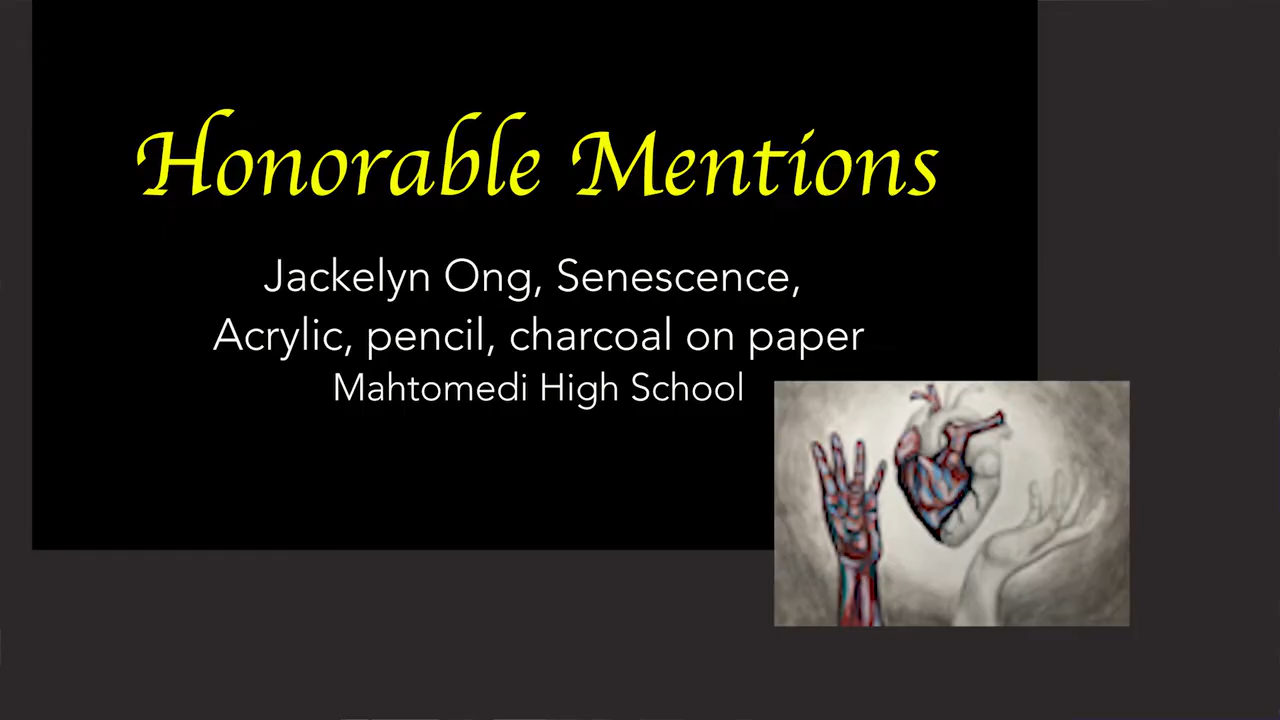 Honorable Mentions
Jackelyn Ong, Senescence,
Acrylic, pencil, charcoal on paper
Mahtomedi High School